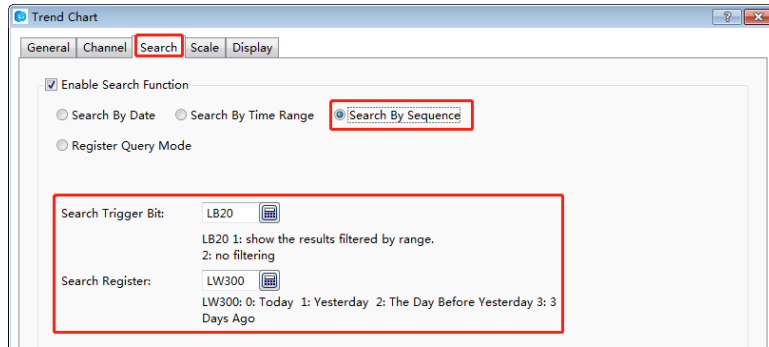 Trend Chart
General Channel Search Scale Display
Enable Search Function
Search By Date Search By Time Range Search By Sequence
Register Query Mode
Search Trigger Bit: LB20
LB20 1: show the results filtered by range.
2: no filtering
Search Register: LW300
LW300: 0: Today 1: Yesterday 2: The Day Before Yesterday 3: 3
Days Ago